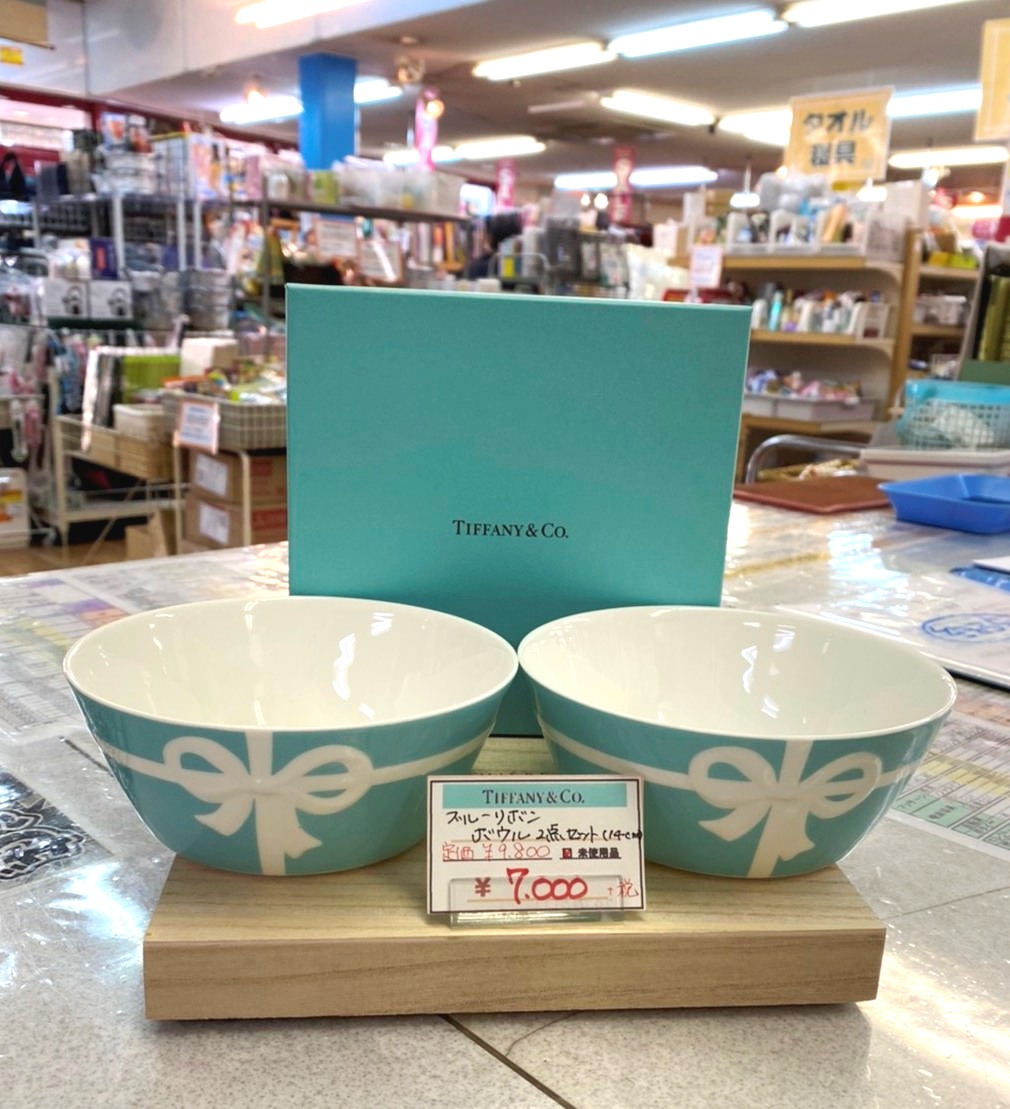 タオル
寝具
TIFFANY & CO.
TIFFANY & CO.
ブルーリボン
ボウル 2点セット (14cm)
定価 ¥9.800 未使用品
¥ 7.000 +税